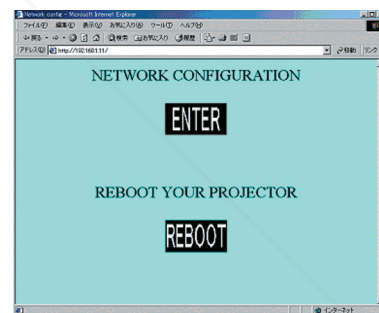 Network config - Microsoft Internet Explorer
ファイル(F) 編集(E) 表示(V) お気に入り(A) ツール(T) ヘルプ(H)
戻る 検索 お気に入り 履歴
アドレス(D) http://192.168.1.11/ 移動 リンク
NETWORK CONFIGURATION
ENTER
REBOOT YOUR PROJECTOR
REBOOT
インターネット